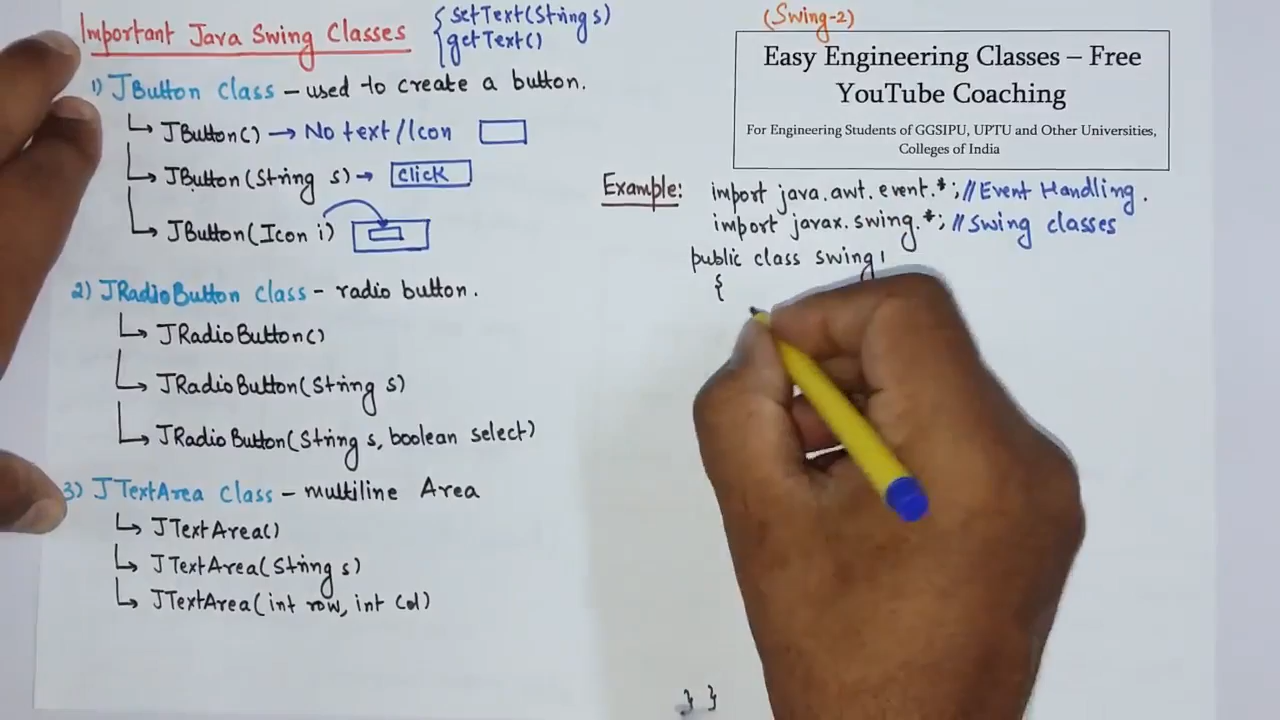 Important Java Swing Classes
{ setText(String s)
getText()
1) JButton Class – used to create a button.
JButton() → No text/Icon
JButton(String s) → click
JButton(Icon i)
2) JRadioButton Class – radio button.
JRadioButton()
JRadioButton(String s)
JRadioButton(String s, boolean select)
3) JTextArea Class – multiline Area
JTextArea()
JTextArea(String s)
JTextArea(int row, int col)
(Swing-2)
Easy Engineering Classes – Free
YouTube Coaching
For Engineering Students of GGSIPU, UPTU and Other Universities,
Colleges of India
Example: import java.awt.event.*; //Event Handling.
import javax.swing.*; //Swing classes
public class swing1
{
} }